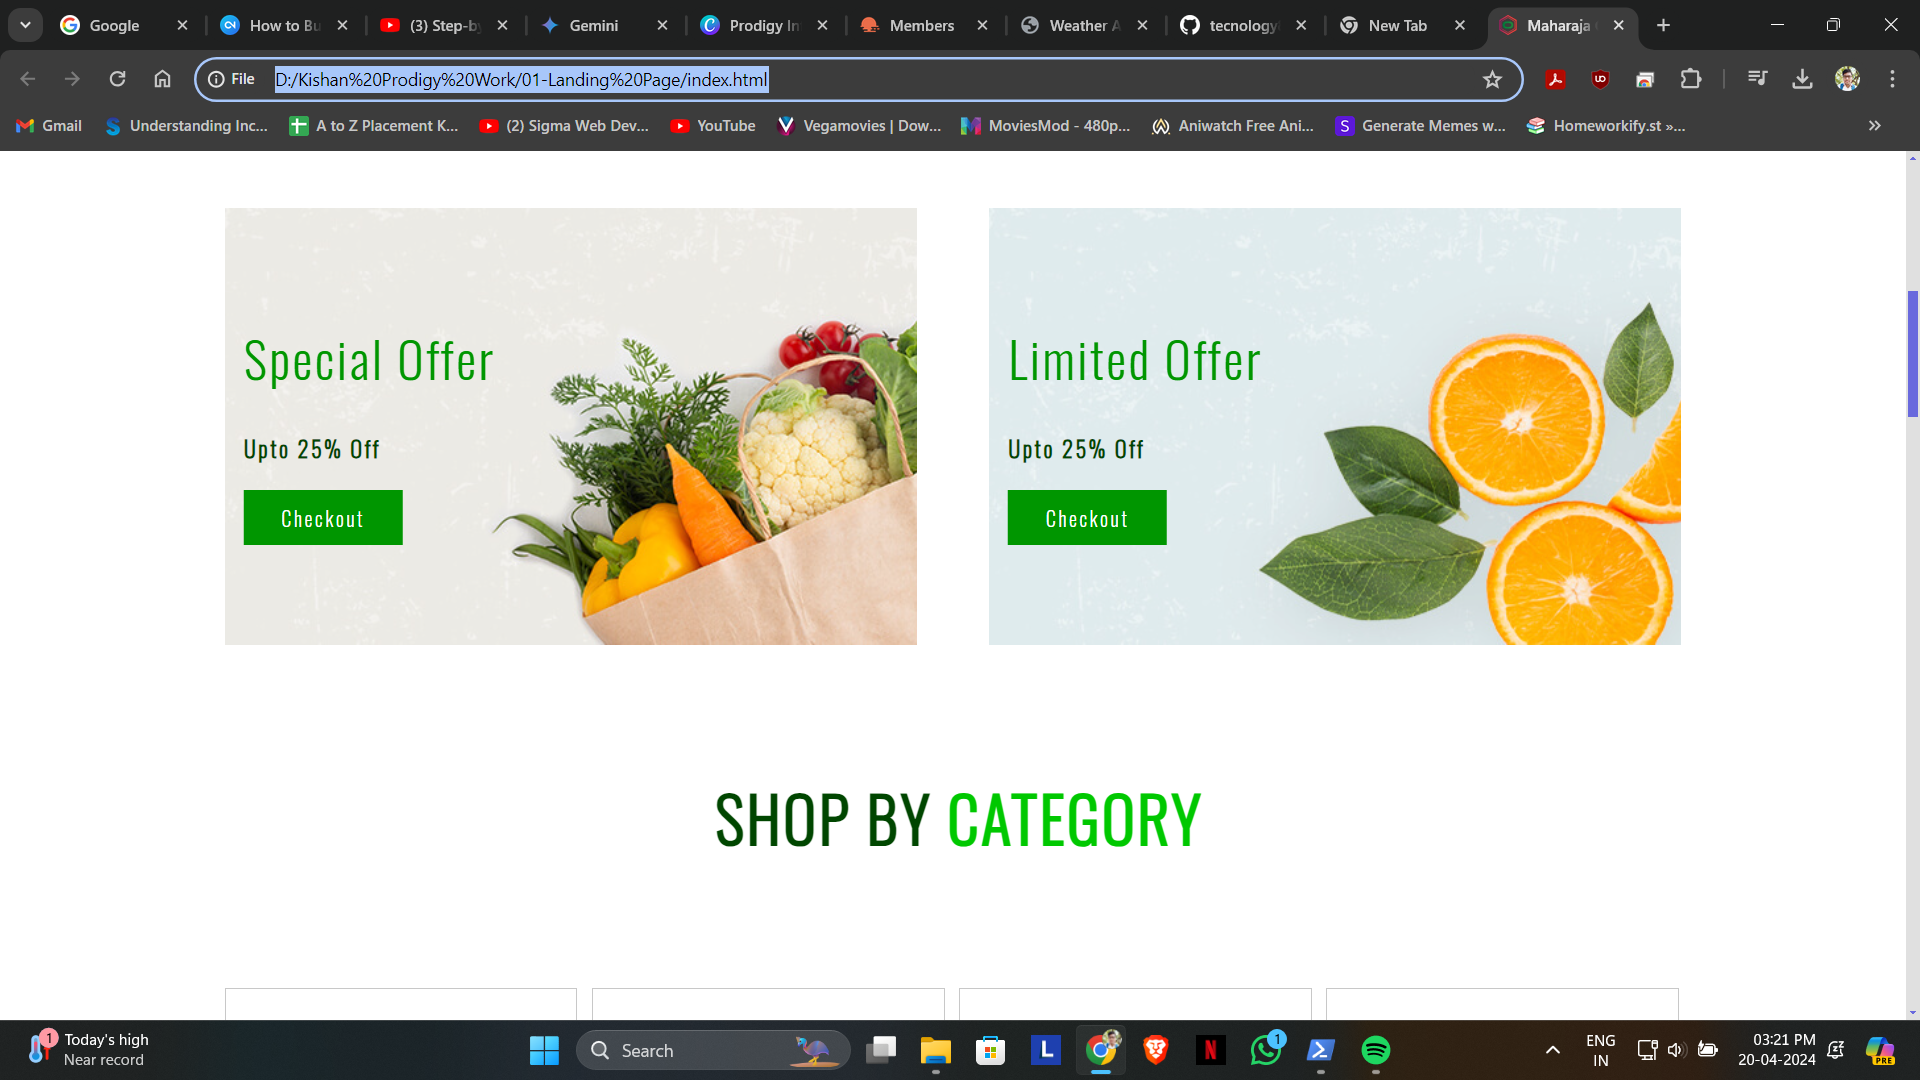 Google
How to Bu
(3) Step-by
Gemini
Prodigy In
Members
Weather A
tecnology
New Tab
Maharaja
File
D:/Kishan%20Prodigy%20Work/01-Landing%20Page/index.html
Gmail
Understanding Inc...
A to Z Placement K...
(2) Sigma Web Dev...
YouTube
Vegamovies | Dow...
MoviesMod - 480p...
Aniwatch Free Ani...
Generate Memes w...
Homeworkify.st »...
Special Offer
Upto 25% Off
Checkout
Limited Offer
Upto 25% Off
Checkout
SHOP BY CATEGORY
1
Today's high
Near record
Search
L
N
1
ENG
IN
03:21 PM
20-04-2024
PRE